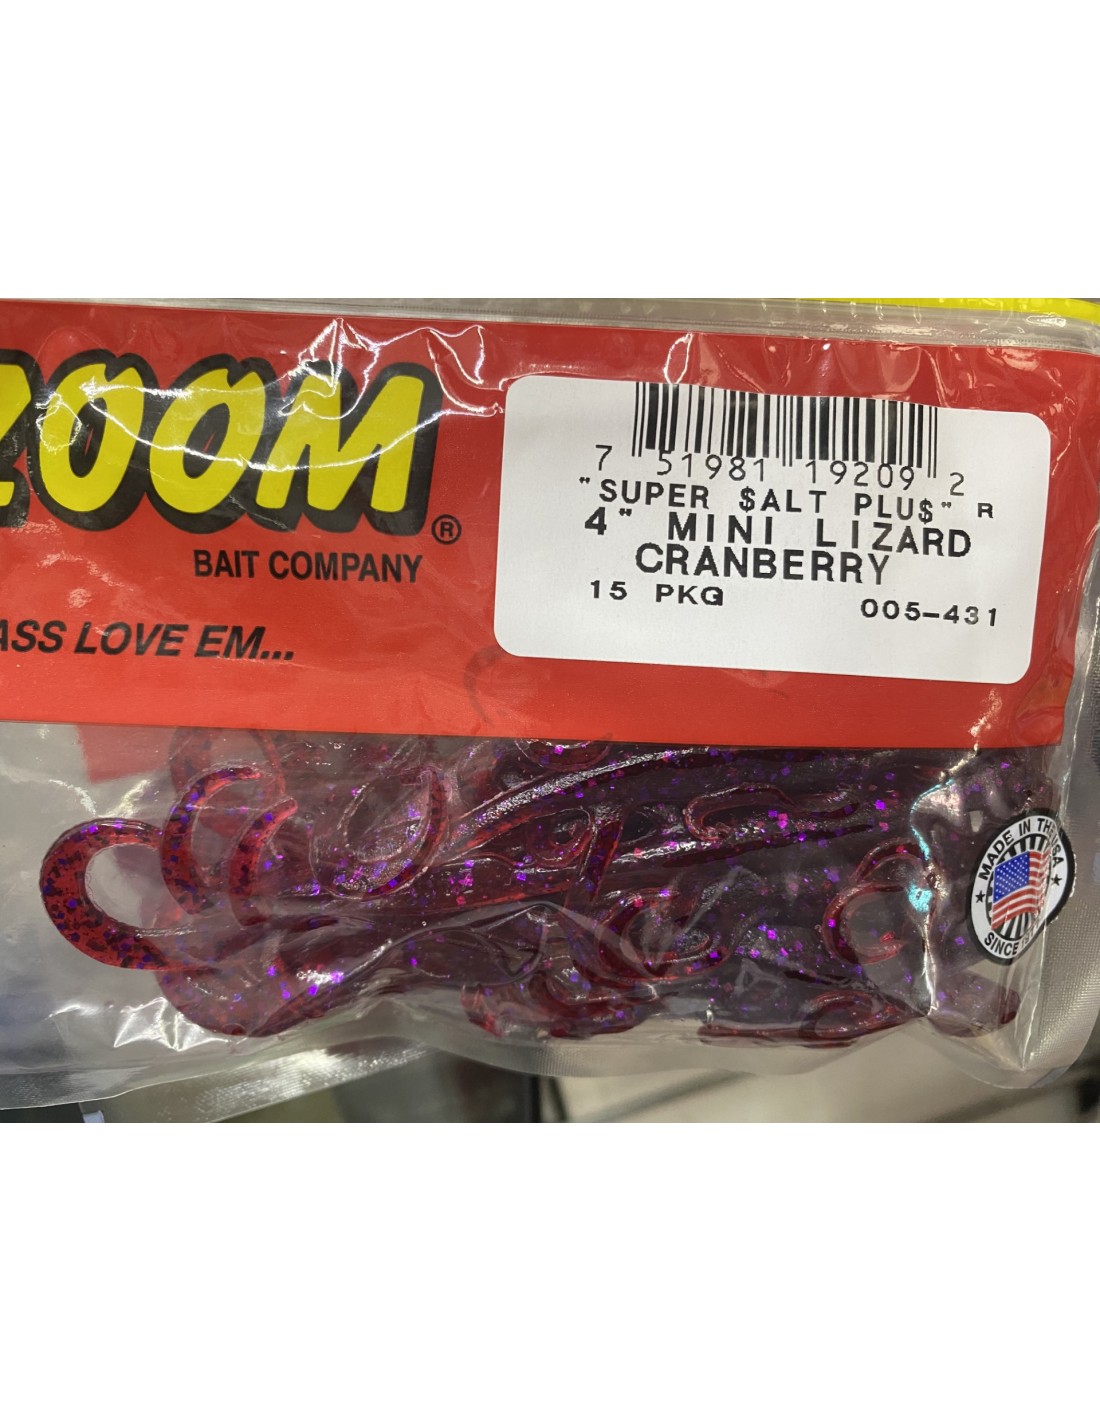 ZOOM®
BAIT COMPANY
ASS LOVE EM...
7 51981 19209 2
"SUPER $ALT PLU$" R
4" MINI LIZARD
CRANBERRY
15 PKG 005-431
MADE IN THE USA
SINCE